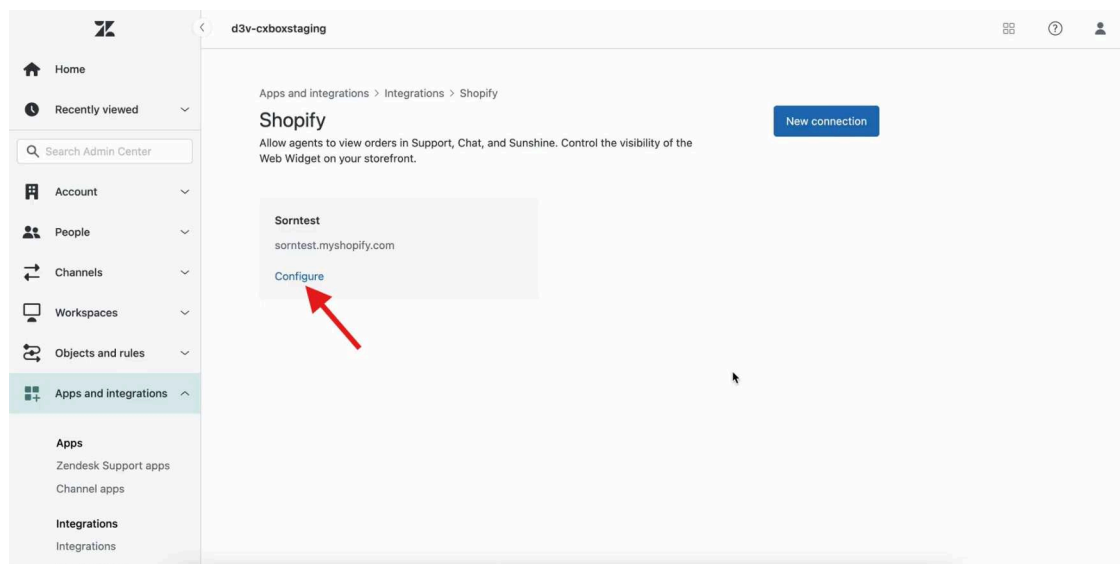 d3v-cxboxstaging
Home
Recently viewed
Search Admin Center
Account
People
Channels
Workspaces
Objects and rules
Apps and integrations
Apps
Zendesk Support apps
Channel apps
Integrations
Integrations
Apps and integrations > Integrations > Shopify
Shopify
New connection
Allow agents to view orders in Support, Chat, and Sunshine. Control the visibility of the
Web Widget on your storefront.
Sorntest
sorntest.myshopify.com
Configure